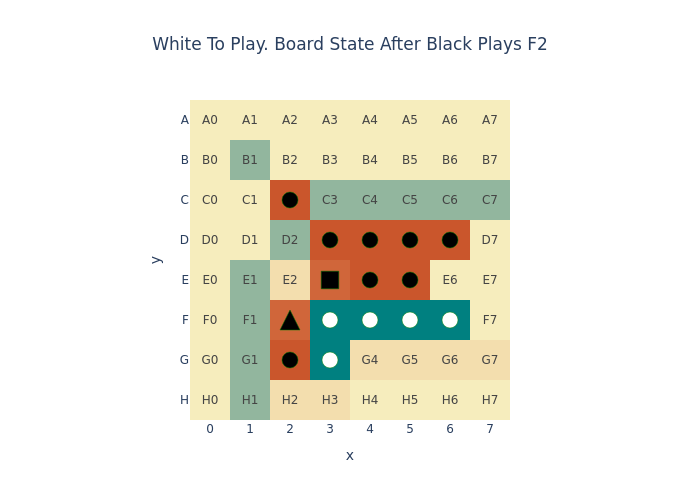 White To Play. Board State After Black Plays F2
A A0 A1 A2 A3 A4 A5 A6 A7
B B0 B1 B2 B3 B4 B5 B6 B7
C C0 C1 C3 C4 C5 C6 C7
D D0 D1 D2 D7
E E0 E1 E2 E6 E7
F F0 F1 F7
G G0 G1 G4 G5 G6 G7
H H0 H1 H2 H3 H4 H5 H6 H7
0 1 2 3 4 5 6 7
x
y